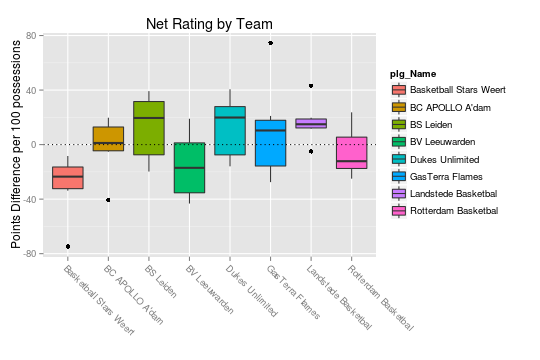 Net Rating by Team
Points Difference per 100 possessions
80
40
0
-40
-80
Basketball Stars Weert
BC APOLLO A'dam
BS Leiden
BV Leeuwarden
Dukes Unlimited
GasTerra Flames
Landstede Basketbal
Rotterdam Basketbal
plg_Name
Basketball Stars Weert
BC APOLLO A'dam
BS Leiden
BV Leeuwarden
Dukes Unlimited
GasTerra Flames
Landstede Basketbal
Rotterdam Basketbal